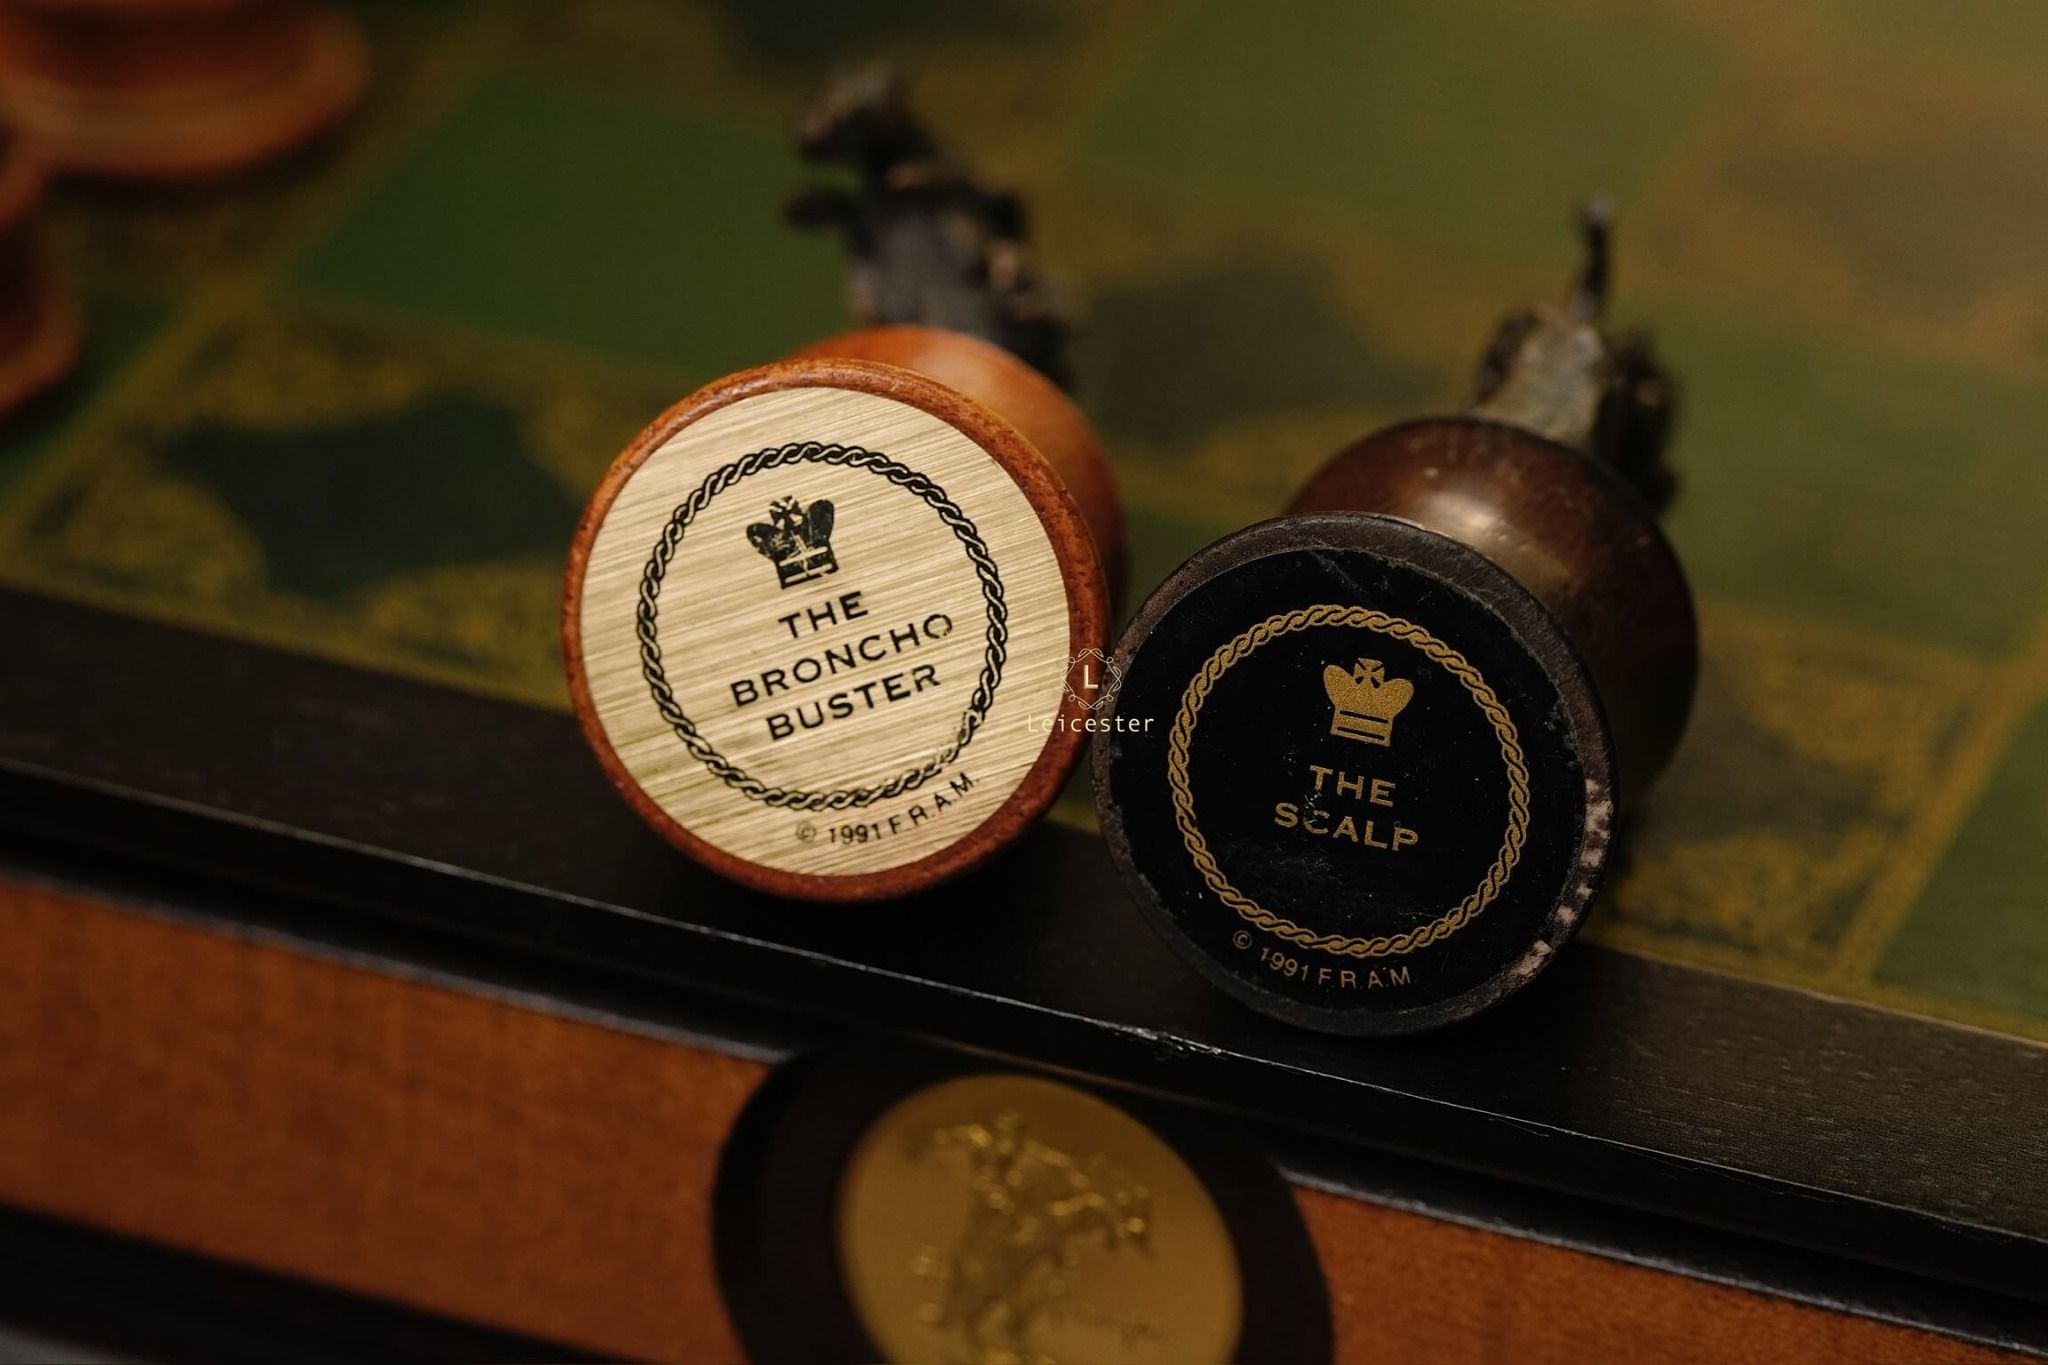 THE
BRONCHO
BUSTER
© 1991 F.R.A.M.
L
Leicester
THE
SCALP
© 1991 F.R.A.M.